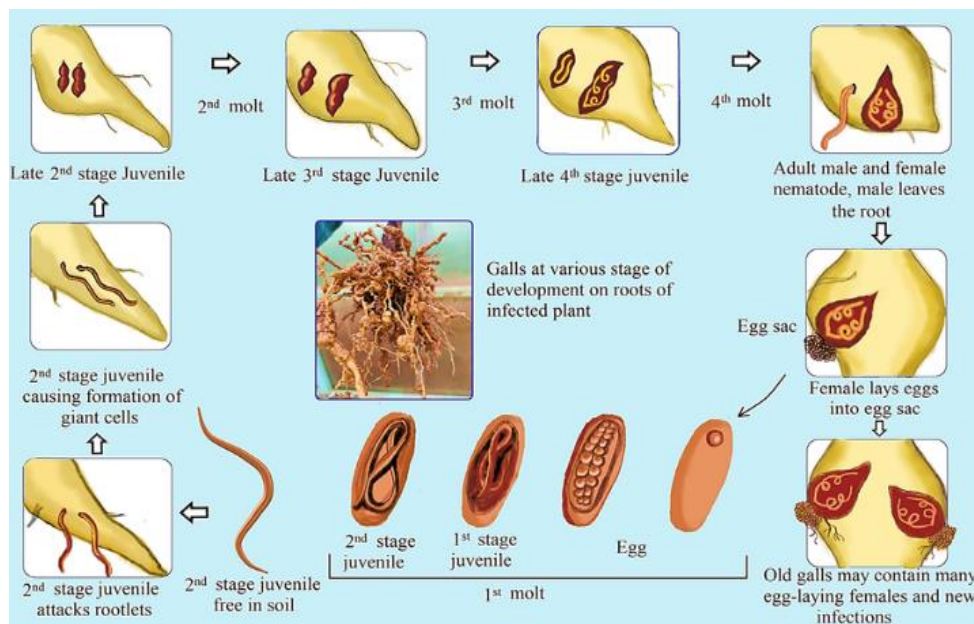 2nd molt
3rd molt
4th molt
Late 2nd stage Juvenile
Late 3rd stage Juvenile
Late 4th stage juvenile
Adult male and female
nematode, male leaves
the root
Galls at various stage of
development on roots of
infected plant
Egg sac
Female lays eggs
into egg sac
2nd stage juvenile
causing formation of
giant cells
2nd stage juvenile
attacks rootlets
2nd stage juvenile
free in soil
2nd stage
juvenile
1st stage
juvenile
Egg
1st molt
Old galls may contain many
egg-laying females and new
infections